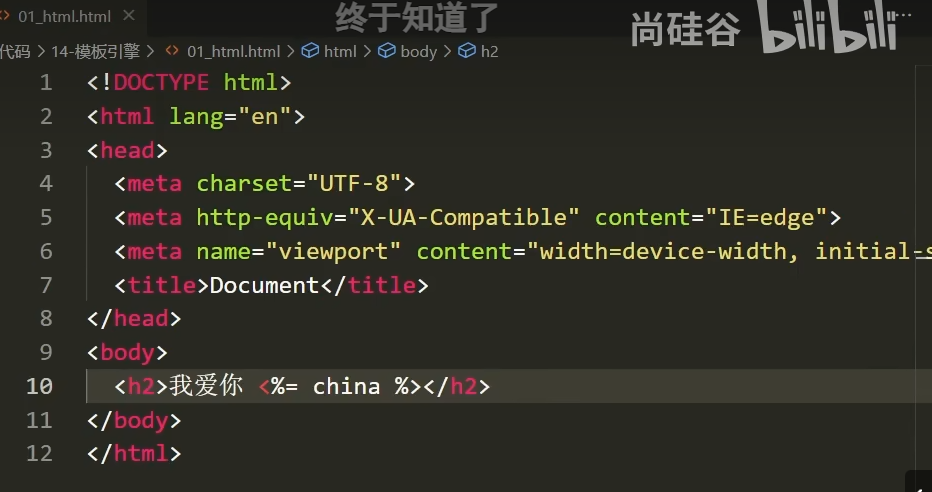 01_html.html
终于知道了
尚硅谷 bilibili
代码 > 14-模板引擎 > 01_html.html > html > body > h2
1 <!DOCTYPE html>
2 <html lang="en">
3 <head>
4 <meta charset="UTF-8">
5 <meta http-equiv="X-UA-Compatible" content="IE=edge">
6 <meta name="viewport" content="width=device-width, initial-s
7 <title>Document</title>
8 </head>
9 <body>
10 <h2>我爱你 <%= china %></h2>
11 </body>
12 </html>